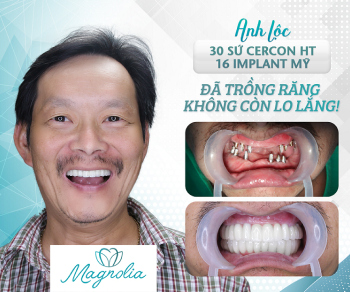 Anh Lộc
30 SỨ CERCON HT
16 IMPLANT MỸ
ĐÃ TRỒNG RĂNG
KHÔNG CÒN LO LẮNG!
Magnolia